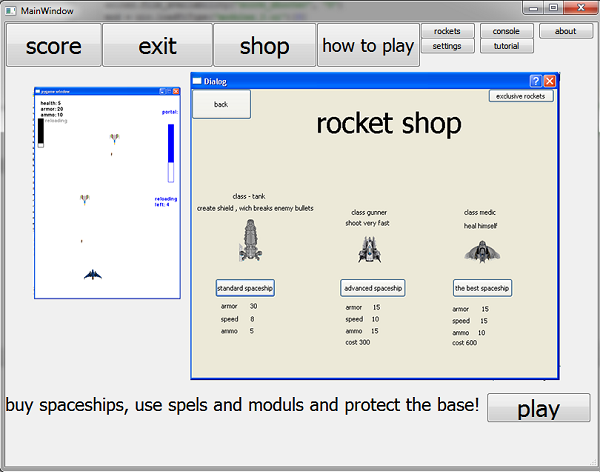 MainWindow
score
exit
shop
how to play
rockets
console
about
settings
tutorial
health: 5
armor: 20
ammo: 10
reloading
portal:
reloading
left: 4
Dialog
back
exclusive rockets
rocket shop
class - tank
create shield , wich breaks enemy bullets
class gunner
shoot very fast
class medic
heal himself
standard spaceship
advanced spaceship
the best spaceship
armor 30
speed 8
ammo 5
armor 15
speed 10
ammo 15
cost 300
armor 15
speed 15
ammo 10
cost 600
buy spaceships, use spels and moduls and protect the base!
play